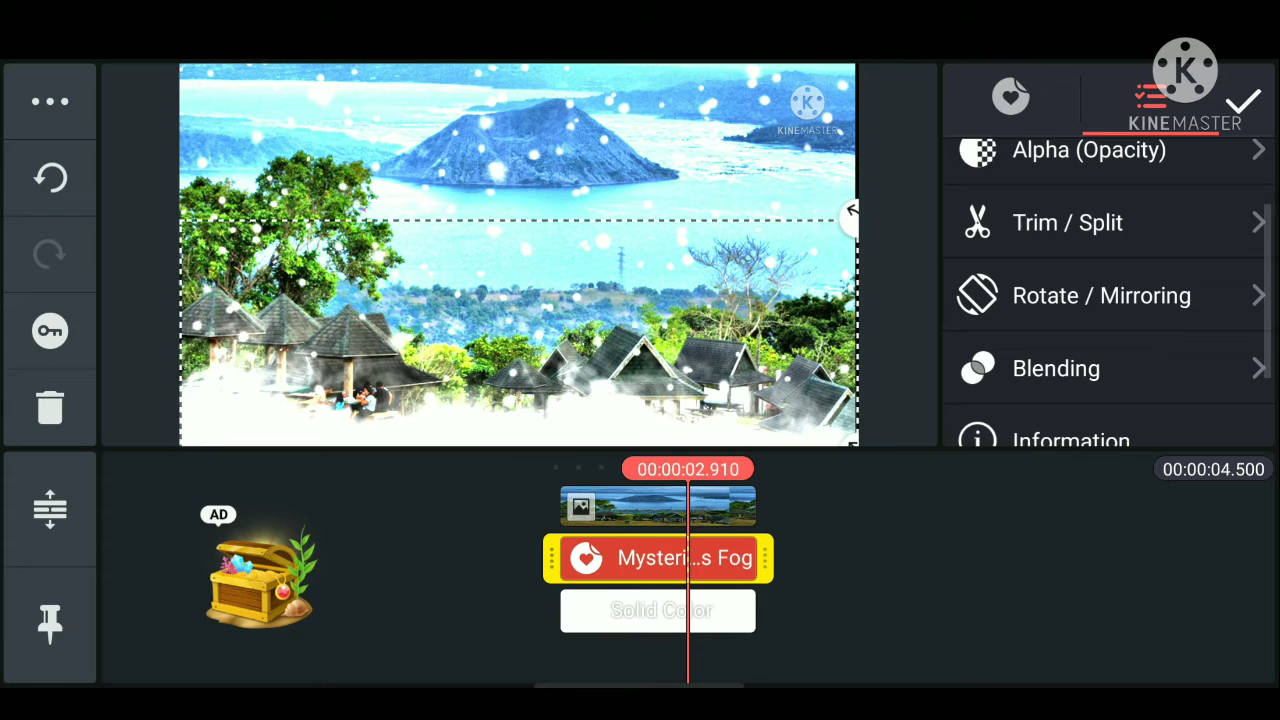 KINEMASTER
KINEMASTER
Alpha (Opacity)
Trim / Split
Rotate / Mirroring
Blending
Information
00:00:02.910
00:00:04.500
AD
Mysteri...s Fog
Solid Color